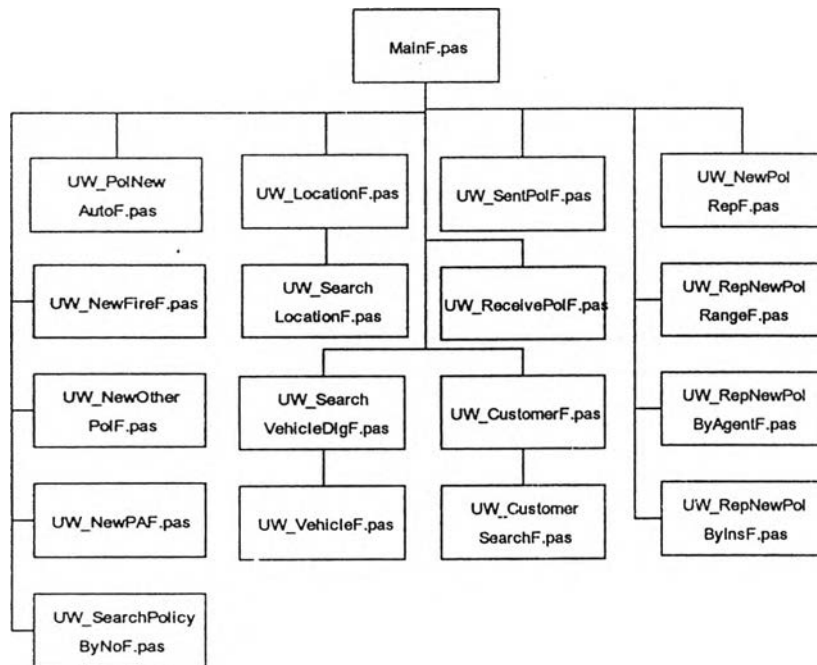 MainF.pas
UW_PolNew
AutoF.pas
UW_LocationF.pas
UW_SentPolF.pas
UW_NewPol
RepF.pas
UW_NewFireF.pas
UW_Search
LocationF.pas
UW_ReceivePolF.pas
UW_RepNewPol
RangeF.pas
UW_NewOther
PolF.pas
UW_Search
VehicleDlgF.pas
UW_CustomerF.pas
UW_RepNewPol
ByAgentF.pas
UW_NewPAF.pas
UW_VehicleF.pas
UW_Customer
SearchF.pas
UW_RepNewPol
ByInsF.pas
UW_SearchPolicy
ByNoF.pas